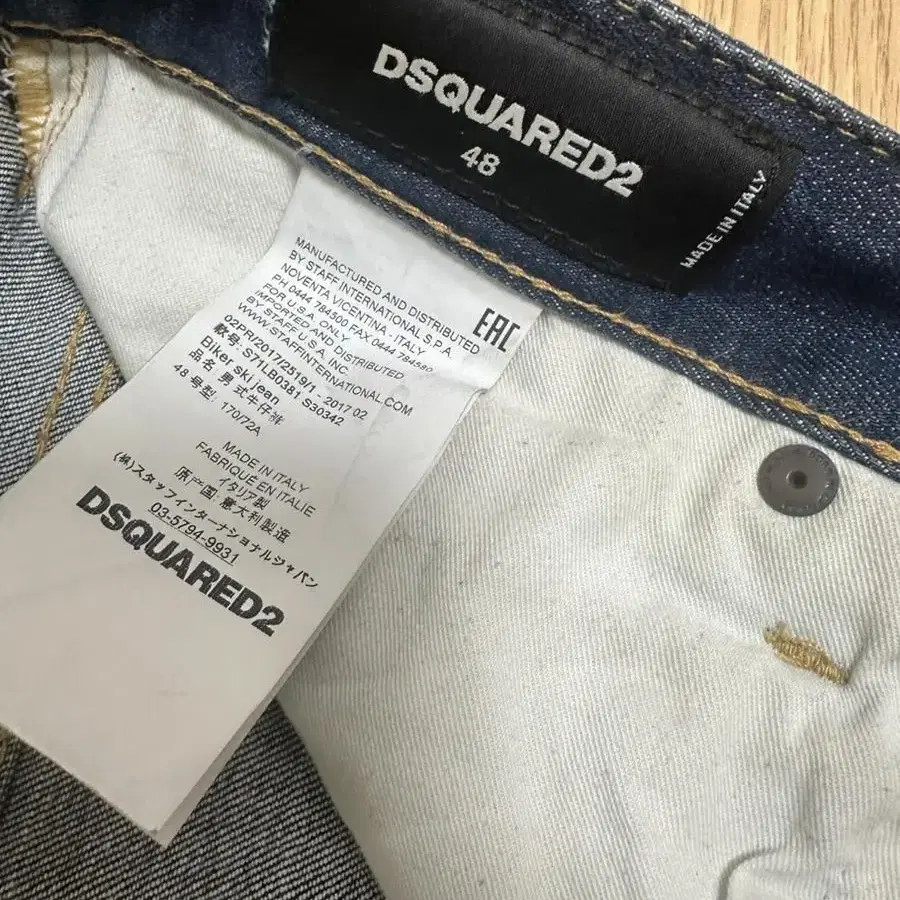 DSQUARED2
48
MADE IN ITALY
MANUFACTURED AND DISTRIBUTED
BY STAFF INTERNATIONAL S.P.A.
NOVENTA VICENTINA - ITALY
PH 0444 784500 FAX 0444 784580
FOR U.S.A. ONLY
IMPORTED AND DISTRIBUTED
BY STAFF U.S.A. INC.
WWW.STAFFINTERNATIONAL.COM
EAC
02PR/2017/2519/1 - 2017 02
款号: S71LB0381 S30342
Biker Ski jean
品名: 男 式牛仔裤
48 号型: 170/72A
MADE IN ITALY
FABRIQUE EN ITALIE
イタリア製
原产国: 意大利製造
(株)スタッフインターナショナルジャパン
03-5794-9931
DSQUARED2